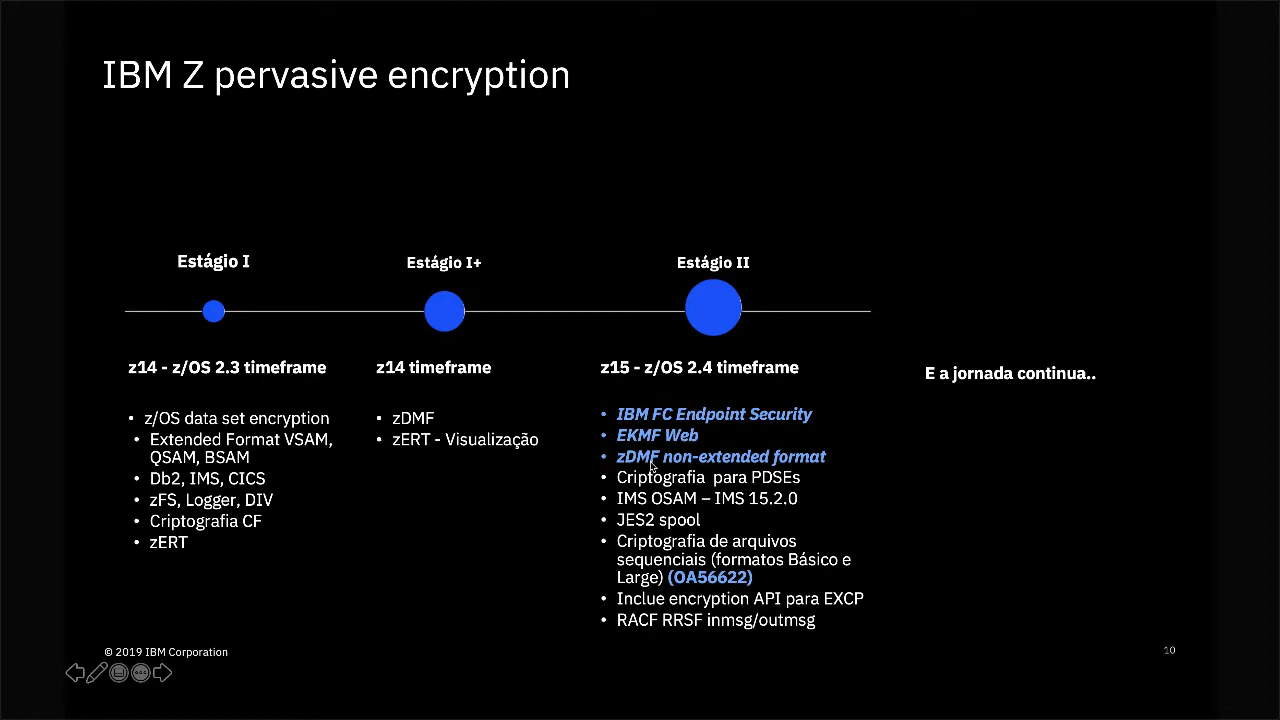 IBM Z pervasive encryption
Estágio I
Estágio I+
Estágio II
z14 - z/OS 2.3 timeframe
z14 timeframe
z15 - z/OS 2.4 timeframe
E a jornada continua..
• z/OS data set encryption
• Extended Format VSAM,
QSAM, BSAM
• Db2, IMS, CICS
• zFS, Logger, DIV
• Criptografia CF
• zERT
• zDMF
• zERT - Visualização
• IBM FC Endpoint Security
• EKMF Web
• zDMF non-extended format
• Criptografia para PDSEs
• IMS OSAM – IMS 15.2.0
• JES2 spool
• Criptografia de arquivos
sequenciais (formatos Básico e
Large) (OA56622)
• Inclue encryption API para EXCP
• RACF RRSF inmsg/outmsg
© 2019 IBM Corporation
10